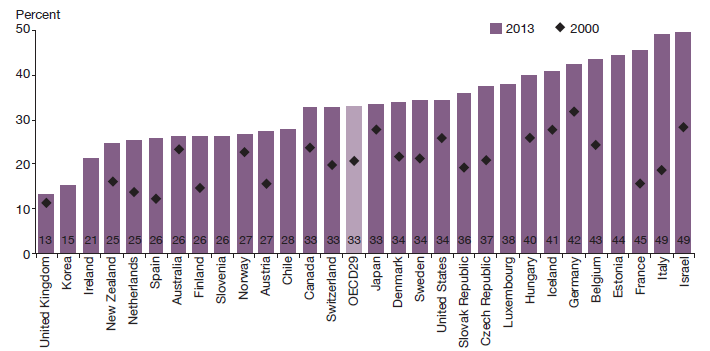 Percent
2013 2000
50
40
30
20
10
0
13 15 21 25 25 26 26 26 26 27 27 28 33 33 33 33 34 34 34 36 37 38 40 41 42 43 44 45 49 49
United Kingdom
Korea
Ireland
New Zealand
Netherlands
Spain
Australia
Finland
Slovenia
Norway
Austria
Chile
Canada
Switzerland
OECD29
Japan
Denmark
Sweden
United States
Slovak Republic
Czech Republic
Luxembourg
Hungary
Iceland
Germany
Belgium
Estonia
France
Italy
Israel